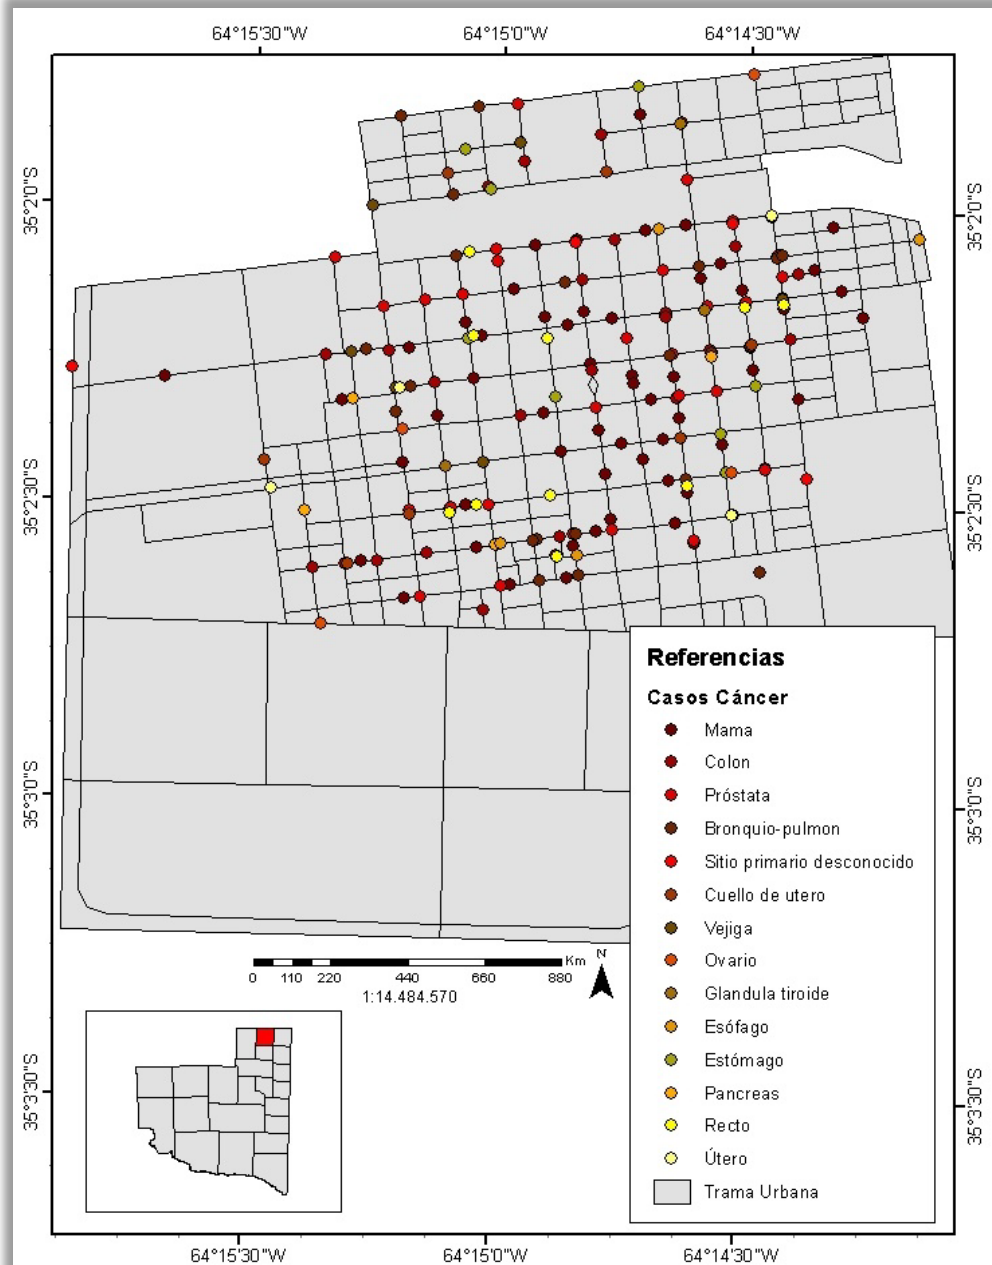 64°15'30"W 64°15'0"W 64°14'30"W
35°2'0"S
35°2'0"S
35°2'30"S
35°2'30"S
35°3'0"S
35°3'0"S
35°3'30"S
35°3'30"S
Referencias
Casos Cáncer
Mama
Colon
Próstata
Bronquio-pulmon
Sitio primario desconocido
Cuello de utero
Vejiga
Ovario
Glandula tiroide
Esófago
Estómago
Pancreas
Recto
Útero
Trama Urbana
Km
0 110 220 440 660 880
1:14.484.570
N
64°15'30"W 64°15'0"W 64°14'30"W